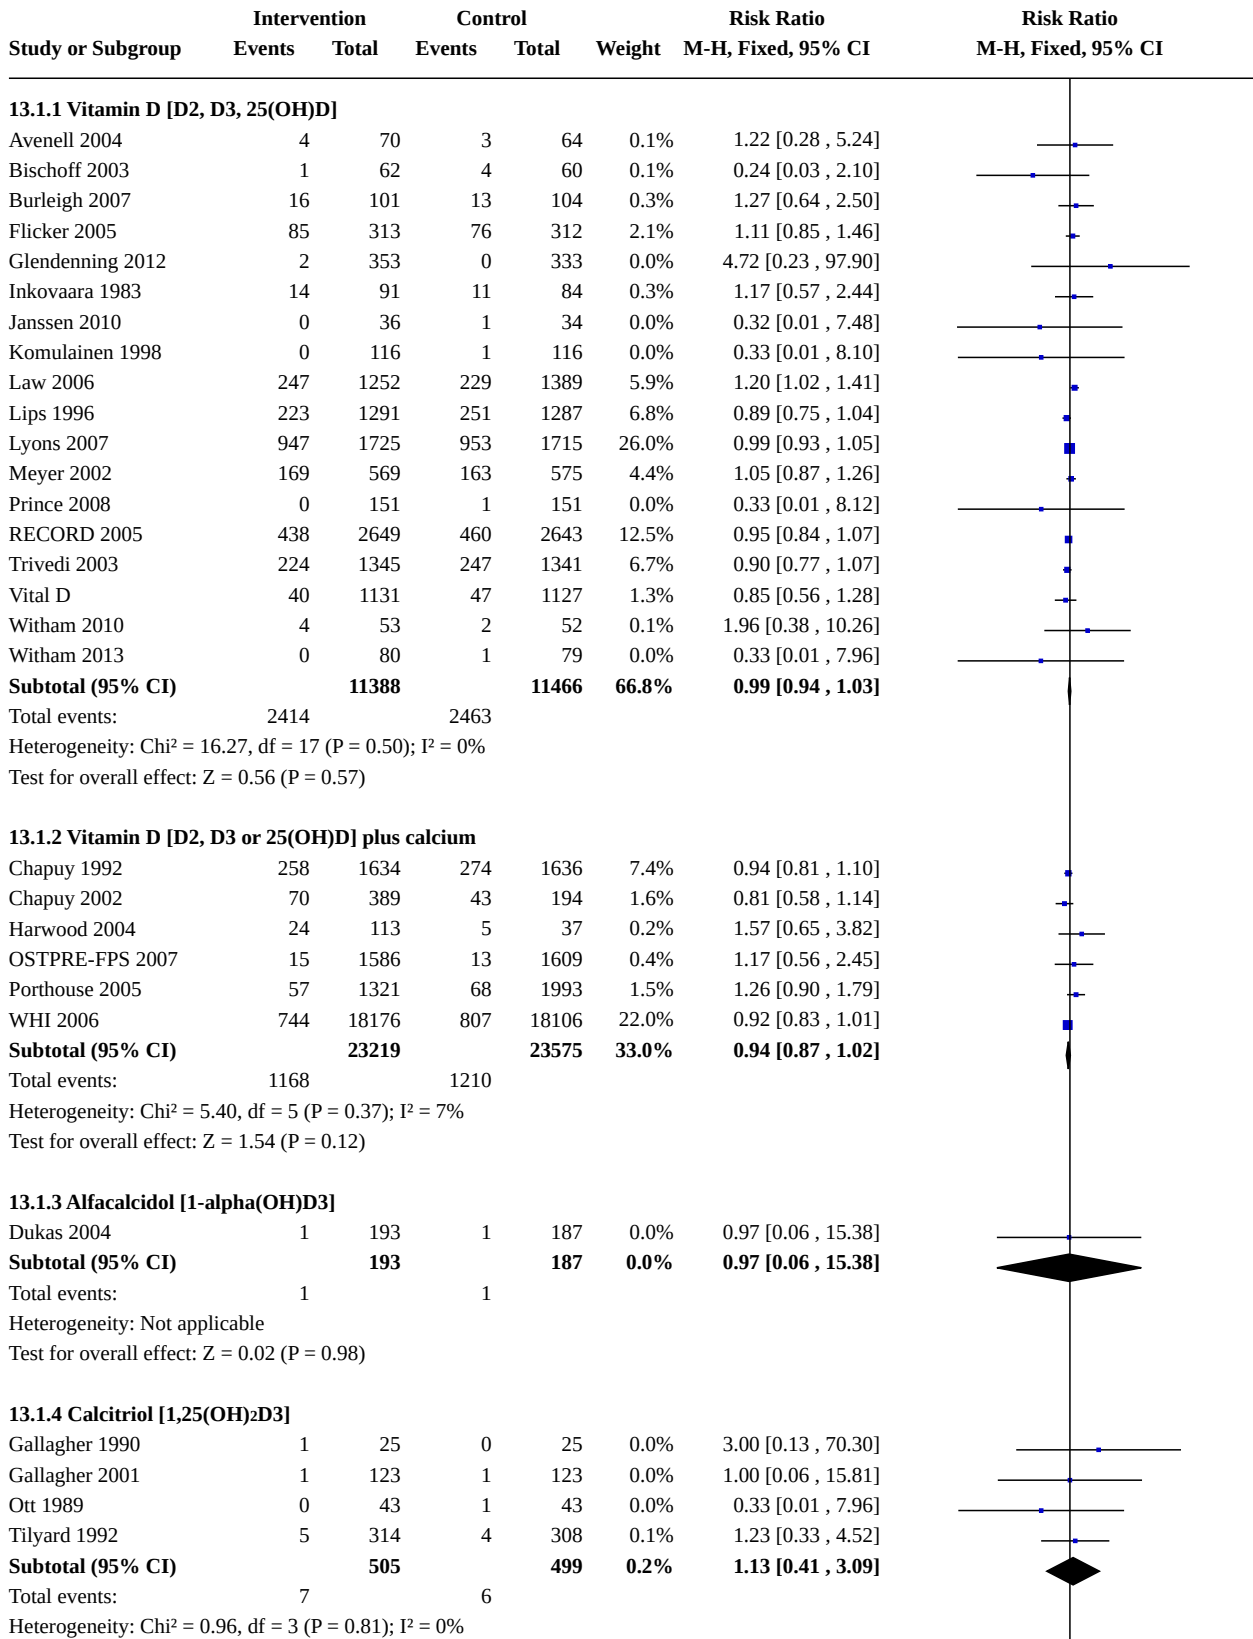 Intervention Control Risk Ratio Risk Ratio
Study or Subgroup Events Total Events Total Weight M-H, Fixed, 95% CI M-H, Fixed, 95% CI
13.1.1 Vitamin D [D2, D3, 25(OH)D]
Avenell 2004 4 70 3 64 0.1% 1.22 [0.28 , 5.24]
Bischoff 2003 1 62 4 60 0.1% 0.24 [0.03 , 2.10]
Burleigh 2007 16 101 13 104 0.3% 1.27 [0.64 , 2.50]
Flicker 2005 85 313 76 312 2.1% 1.11 [0.85 , 1.46]
Glendenning 2012 2 353 0 333 0.0% 4.72 [0.23 , 97.90]
Inkovaara 1983 14 91 11 84 0.3% 1.17 [0.57 , 2.44]
Janssen 2010 0 36 1 34 0.0% 0.32 [0.01 , 7.48]
Komulainen 1998 0 116 1 116 0.0% 0.33 [0.01 , 8.10]
Law 2006 247 1252 229 1389 5.9% 1.20 [1.02 , 1.41]
Lips 1996 223 1291 251 1287 6.8% 0.89 [0.75 , 1.04]
Lyons 2007 947 1725 953 1715 26.0% 0.99 [0.93 , 1.05]
Meyer 2002 169 569 163 575 4.4% 1.05 [0.87 , 1.26]
Prince 2008 0 151 1 151 0.0% 0.33 [0.01 , 8.12]
RECORD 2005 438 2649 460 2643 12.5% 0.95 [0.84 , 1.07]
Trivedi 2003 224 1345 247 1341 6.7% 0.90 [0.77 , 1.07]
Vital D 40 1131 47 1127 1.3% 0.85 [0.56 , 1.28]
Witham 2010 4 53 2 52 0.1% 1.96 [0.38 , 10.26]
Witham 2013 0 80 1 79 0.0% 0.33 [0.01 , 7.96]
Subtotal (95% CI) 11388 11466 66.8% 0.99 [0.94 , 1.03]
Total events: 2414 2463
Heterogeneity: Chi² = 16.27, df = 17 (P = 0.50); I² = 0%
Test for overall effect: Z = 0.56 (P = 0.57)
13.1.2 Vitamin D [D2, D3 or 25(OH)D] plus calcium
Chapuy 1992 258 1634 274 1636 7.4% 0.94 [0.81 , 1.10]
Chapuy 2002 70 389 43 194 1.6% 0.81 [0.58 , 1.14]
Harwood 2004 24 113 5 37 0.2% 1.57 [0.65 , 3.82]
OSTPRE-FPS 2007 15 1586 13 1609 0.4% 1.17 [0.56 , 2.45]
Porthouse 2005 57 1321 68 1993 1.5% 1.26 [0.90 , 1.79]
WHI 2006 744 18176 807 18106 22.0% 0.92 [0.83 , 1.01]
Subtotal (95% CI) 23219 23575 33.0% 0.94 [0.87 , 1.02]
Total events: 1168 1210
Heterogeneity: Chi² = 5.40, df = 5 (P = 0.37); I² = 7%
Test for overall effect: Z = 1.54 (P = 0.12)
13.1.3 Alfacalcidol [1-alpha(OH)D3]
Dukas 2004 1 193 1 187 0.0% 0.97 [0.06 , 15.38]
Subtotal (95% CI) 193 187 0.0% 0.97 [0.06 , 15.38]
Total events: 1 1
Heterogeneity: Not applicable
Test for overall effect: Z = 0.02 (P = 0.98)
13.1.4 Calcitriol [1,25(OH)₂D3]
Gallagher 1990 1 25 0 25 0.0% 3.00 [0.13 , 70.30]
Gallagher 2001 1 123 1 123 0.0% 1.00 [0.06 , 15.81]
Ott 1989 0 43 1 43 0.0% 0.33 [0.01 , 7.96]
Tilyard 1992 5 314 4 308 0.1% 1.23 [0.33 , 4.52]
Subtotal (95% CI) 505 499 0.2% 1.13 [0.41 , 3.09]
Total events: 7 6
Heterogeneity: Chi² = 0.96, df = 3 (P = 0.81); I² = 0%